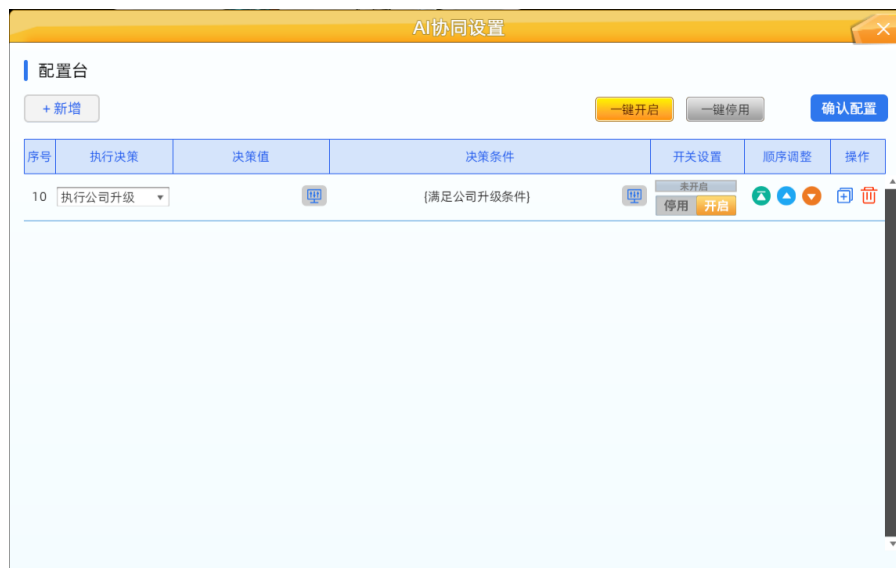 AI协同设置
配置台
+ 新增
一键开启 一键停用 确认配置
序号 执行决策 决策值 决策条件 开关设置 顺序调整 操作
未开启
10 执行公司升级 {满足公司升级条件}
停用 开启